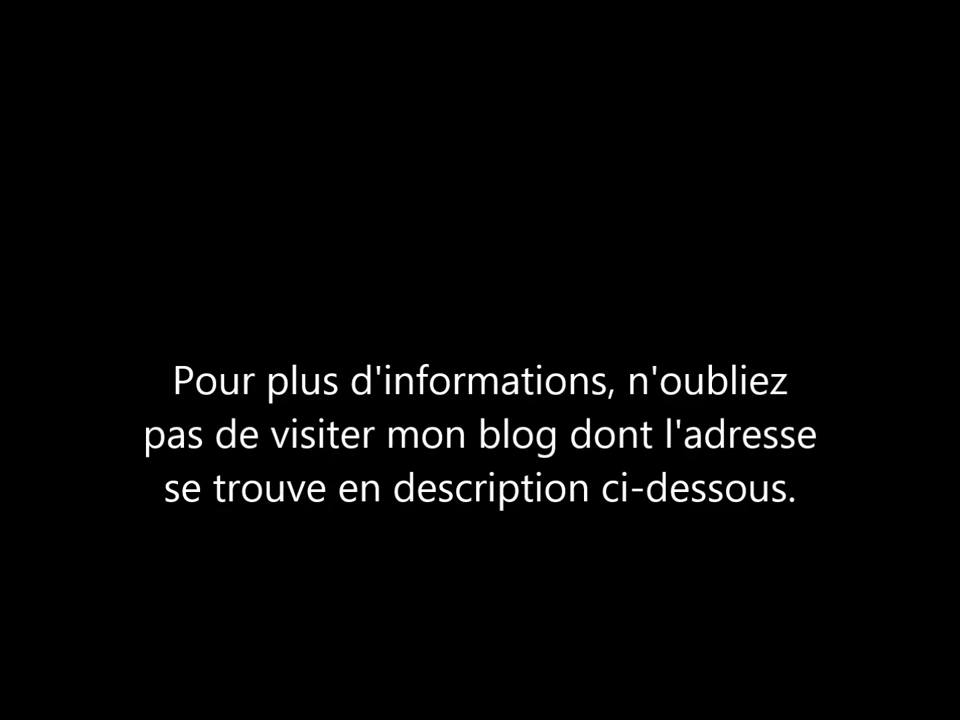 Pour plus d'informations, n'oubliez
pas de visiter mon blog dont l'adresse
se trouve en description ci-dessous.